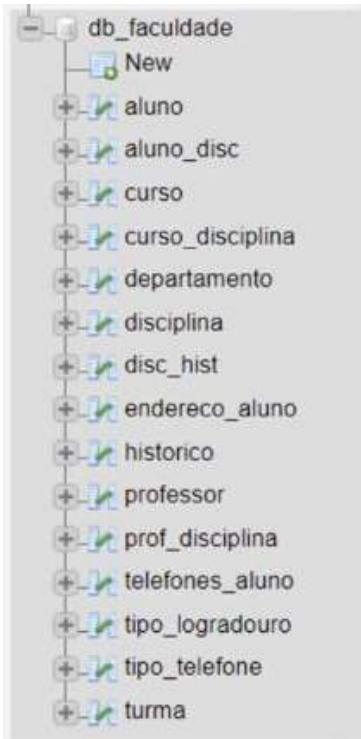 db_faculdade
New
aluno
aluno_disc
curso
curso_disciplina
departamento
disciplina
disc_hist
endereco_aluno
historico
professor
prof_disciplina
telefones_aluno
tipo_logradouro
tipo_telefone
turma